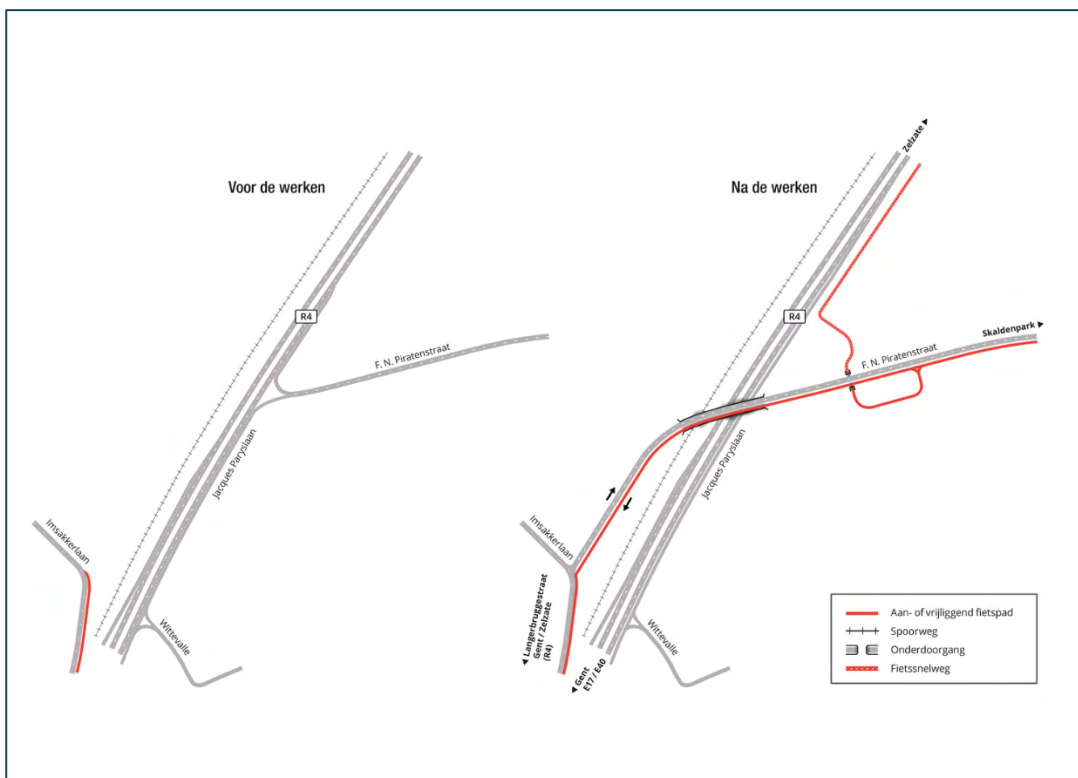 Voor de werken
R4
F. N. Piratenstraat
Jacques Paryslaan
Imsakkerlaan
Wittevalle
Na de werken
Zelzate
R4
Skaldenpark
F. N. Piratenstraat
Jacques Paryslaan
Imsakkerlaan
Langerbruggestraat
Gent / Zelzate
(R4)
Gent
E17 / E40
Wittevalle
Aan- of vrijliggend fietspad
Spoorweg
Onderdoorgang
Fietssnelweg